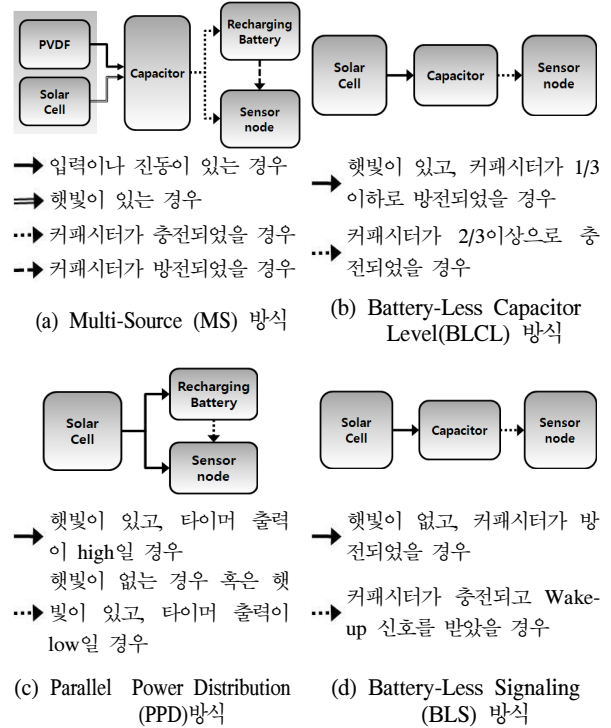 PVDF
Solar
Cell
Capacitor
Recharging
Battery
Sensor
node
입력이나 진동이 있는 경우
햇빛이 있는 경우
커패시터가 충전되었을 경우
커패시터가 방전되었을 경우
(a) Multi-Source (MS) 방식
Solar
Cell
Capacitor
Sensor
node
햇빛이 있고, 커패시터가 1/3
이하로 방전되었을 경우
커패시터가 2/3이상으로 충
전되었을 경우
(b) Battery-Less Capacitor
Level(BLCL) 방식
Solar
Cell
Recharging
Battery
Sensor
node
햇빛이 있고, 타이머 출력
이 high일 경우
햇빛이 없는 경우 혹은 햇
빛이 있고, 타이머 출력이
low일 경우
(c) Parallel Power Distribution
(PPD)방식
Solar
Cell
Capacitor
Sensor
node
햇빛이 없고, 커패시터가 방
전되었을 경우
커패시터가 충전되고 Wake-
up 신호를 받았을 경우
(d) Battery-Less Signaling
(BLS) 방식